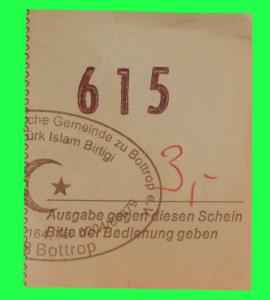 615
che Gemeinde zu Bottrop e.V.
ürk Islam Birligi
3,-
Ausgabe gegen diesen Schein
Bitte der Bedienung geben
Bottrop